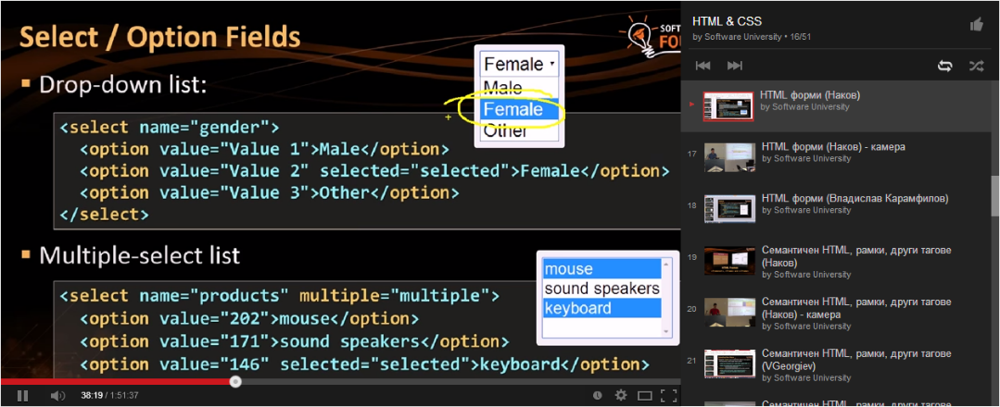 Select / Option Fields
SOFT
FOU
Drop-down list:
Female
Male
Female
Other
<select name="gender">
<option value="Value 1">Male</option>
<option value="Value 2" selected="selected">Female</option>
<option value="Value 3">Other</option>
</select>
Multiple-select list
mouse
sound speakers
keyboard
<select name="products" multiple="multiple">
<option value="202">mouse</option>
<option value="171">sound speakers</option>
<option value="146" selected="selected">keyboard</option>
38:19 / 1:51:37
HTML & CSS
by Software University • 16/51
HTML форми (Наков)
by Software University
17
HTML форми (Наков) - камера
by Software University
18
HTML форми (Владислав Карамфилов)
by Software University
19
Семантичен HTML, рамки, други тагове
(Наков)
by Software University
20
Семантичен HTML, рамки, други тагове
(Наков) - камера
by Software University
21
Семантичен HTML, рамки, други тагове
(VGeorgiev)
by Software University